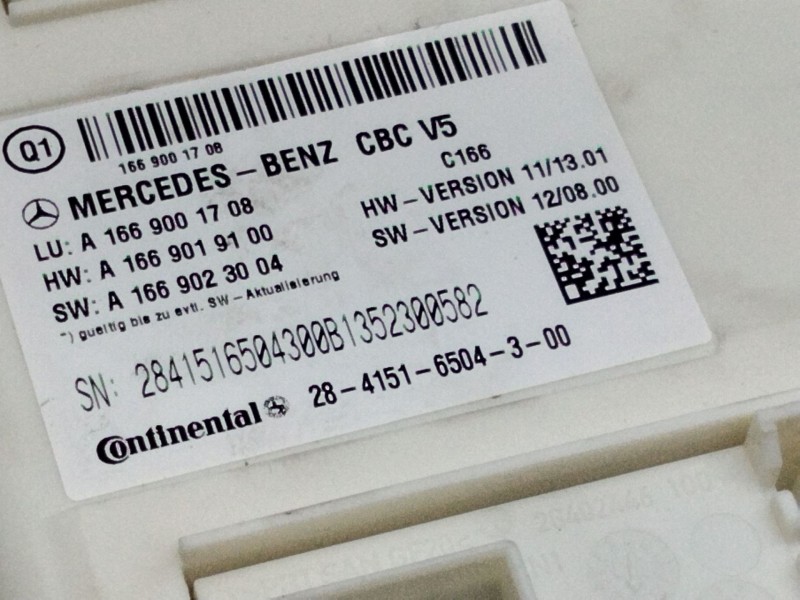 Q1
166 900 17 08
MERCEDES-BENZ CBC V5
C166
LU: A 166 900 17 08
HW-VERSION 11/13.01
HW: A 166 901 91 00
SW-VERSION 12/08.00
SW: A 166 902 30 04
*) gueltig bis zu evtl. SW-Aktualisierung
SN: 2841516504300B1352300582
Continental 28-4151-6504-3-00